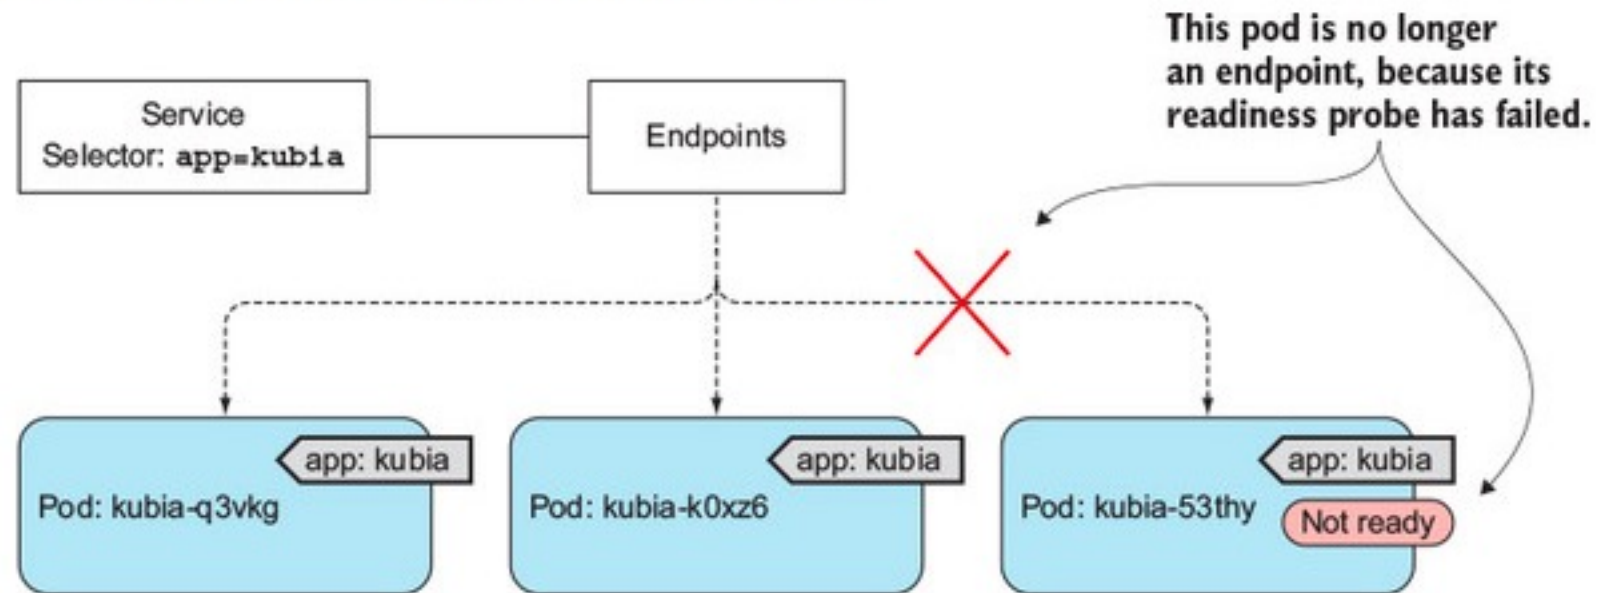 This pod is no longer
an endpoint, because its
readiness probe has failed.
Service
Selector: app=kubia
Endpoints
app: kubia
Pod: kubia-q3vkg
app: kubia
Pod: kubia-k0xz6
app: kubia
Pod: kubia-53thy
Not ready